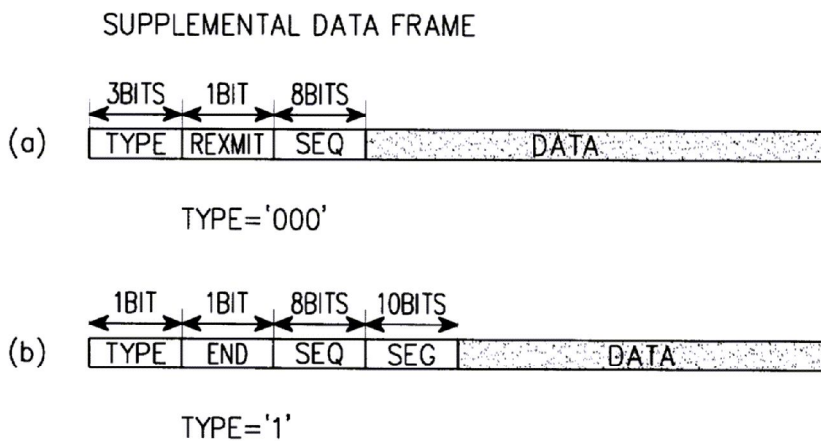 SUPPLEMENTAL DATA FRAME
3BITS 1BIT 8BITS
(a) TYPE REXMIT SEQ DATA
TYPE='000'
1BIT 1BIT 8BITS 10BITS
(b) TYPE END SEQ SEG DATA
TYPE='1'